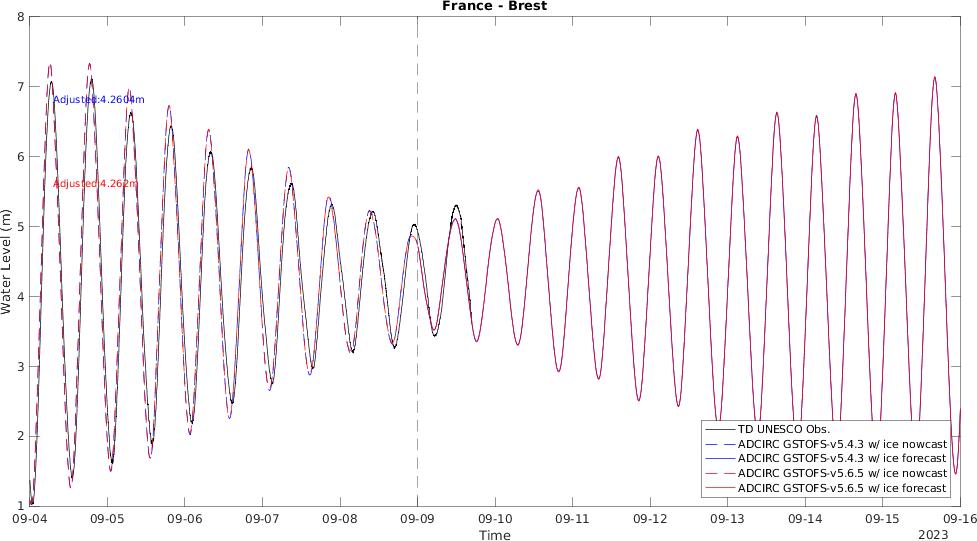 France - Brest
8
7
6
5
4
3
2
1
Water Level (m)
Adjusted:4.2604m
Adjusted:4.262m
TD UNESCO Obs.
ADCIRC GSTOFS-v5.4.3 w/ ice nowcast
ADCIRC GSTOFS-v5.4.3 w/ ice forecast
ADCIRC GSTOFS-v5.6.5 w/ ice nowcast
ADCIRC GSTOFS-v5.6.5 w/ ice forecast
09-04 09-05 09-06 09-07 09-08 09-09 09-10 09-11 09-12 09-13 09-14 09-15 09-16
Time
2023